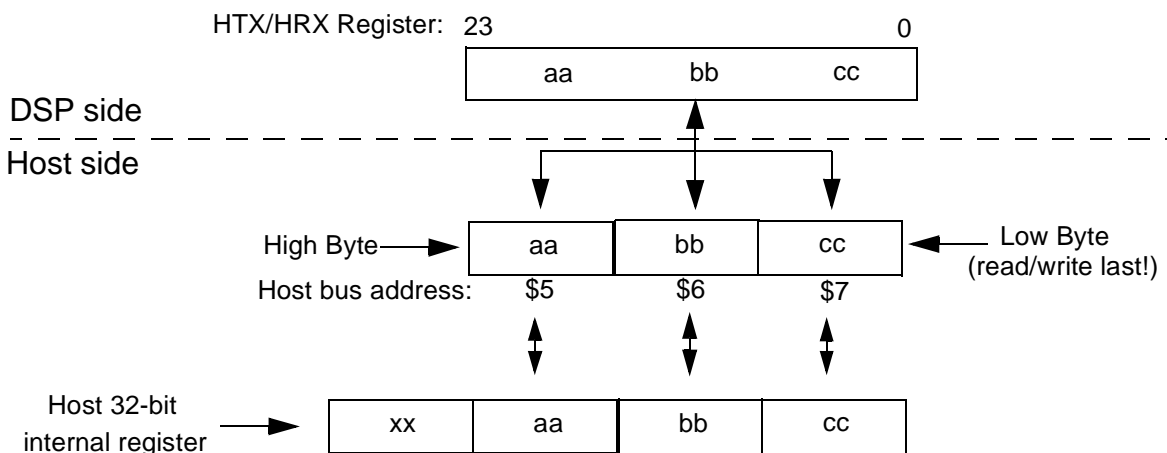 HTX/HRX Register: 23 0
aa bb cc
DSP side
Host side
High Byte aa bb cc Low Byte
(read/write last!)
Host bus address: $5 $6 $7
Host 32-bit
internal register
xx aa bb cc